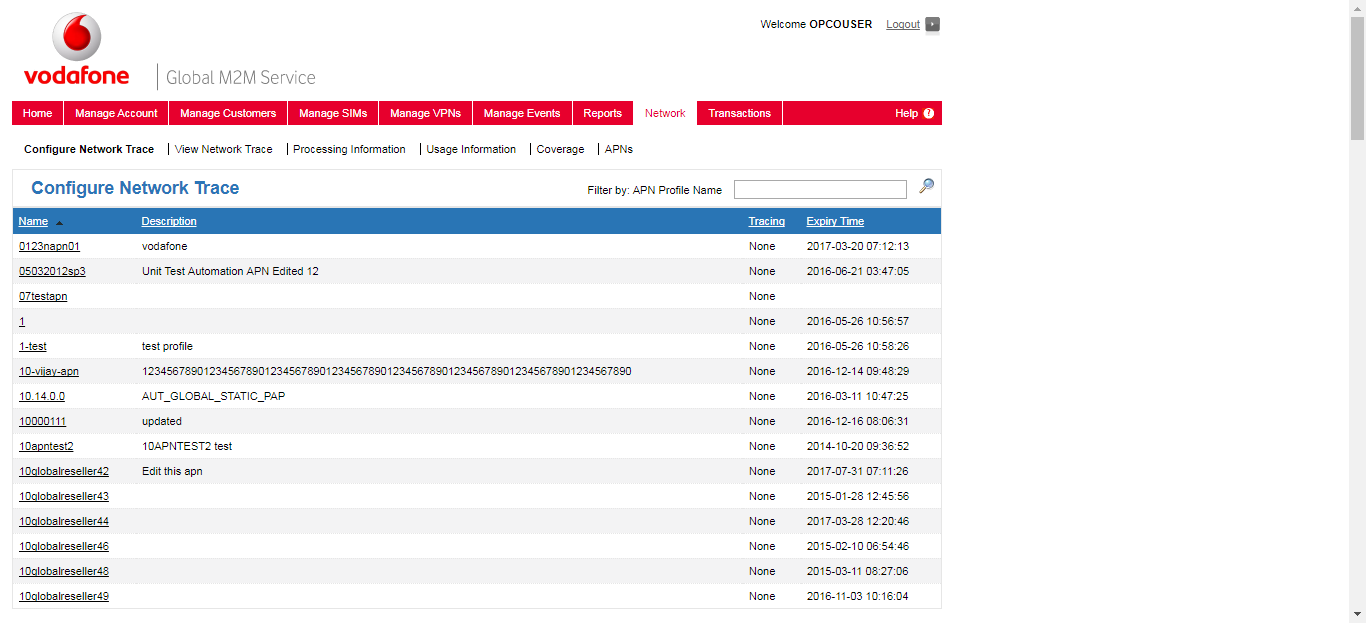 Welcome OPCOUSER Logout
vodafone Global M2M Service
Home Manage Account Manage Customers Manage SIMs Manage VPNs Manage Events Reports Network Transactions Help ?
Configure Network Trace View Network Trace Processing Information Usage Information Coverage APNs
Configure Network Trace Filter by: APN Profile Name
Name Description Tracing Expiry Time
0123napn01 vodafone None 2017-03-20 07:12:13
05032012sp3 Unit Test Automation APN Edited 12 None 2016-06-21 03:47:05
07testapn None
1 None 2016-05-26 10:56:57
1-test test profile None 2016-05-26 10:58:26
10-vijay-apn 12345678901234567890123456789012345678901234567890123456789012345678901234567890 None 2016-12-14 09:48:29
10.14.0.0 AUT_GLOBAL_STATIC_PAP None 2016-03-11 10:47:25
10000111 updated None 2016-12-16 08:06:31
10apntest2 10APNTEST2 test None 2014-10-20 09:36:52
10globalreseller42 Edit this apn None 2017-07-31 07:11:26
10globalreseller43 None 2015-01-28 12:45:56
10globalreseller44 None 2017-03-28 12:20:46
10globalreseller46 None 2015-02-10 06:54:46
10globalreseller48 None 2015-03-11 08:27:06
10globalreseller49 None 2016-11-03 10:16:04